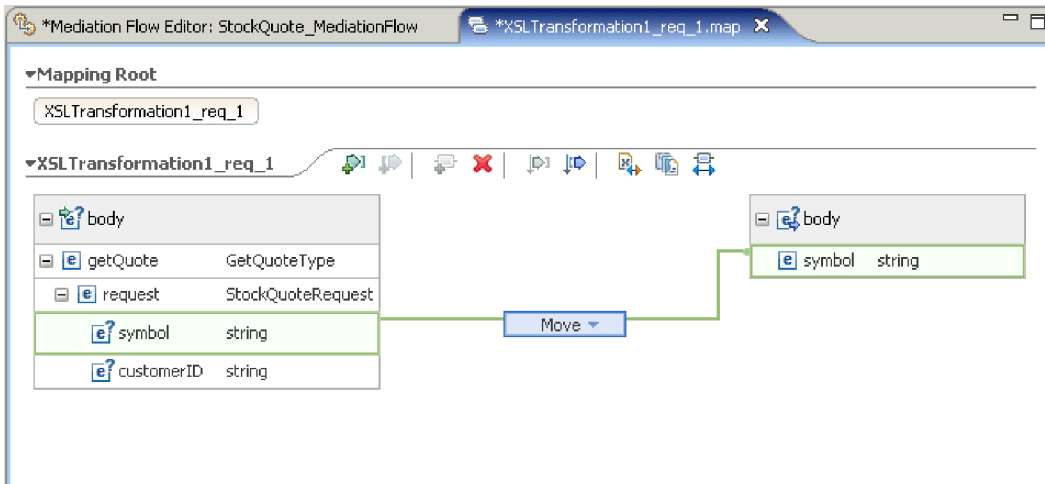 *Mediation Flow Editor: StockQuote_MediationFlow *XSLTransformation1_req_1.map
Mapping Root
XSLTransformation1_req_1
XSLTransformation1_req_1
body body
getQuote GetQuoteType symbol string
request StockQuoteRequest
symbol string Move
customerID string